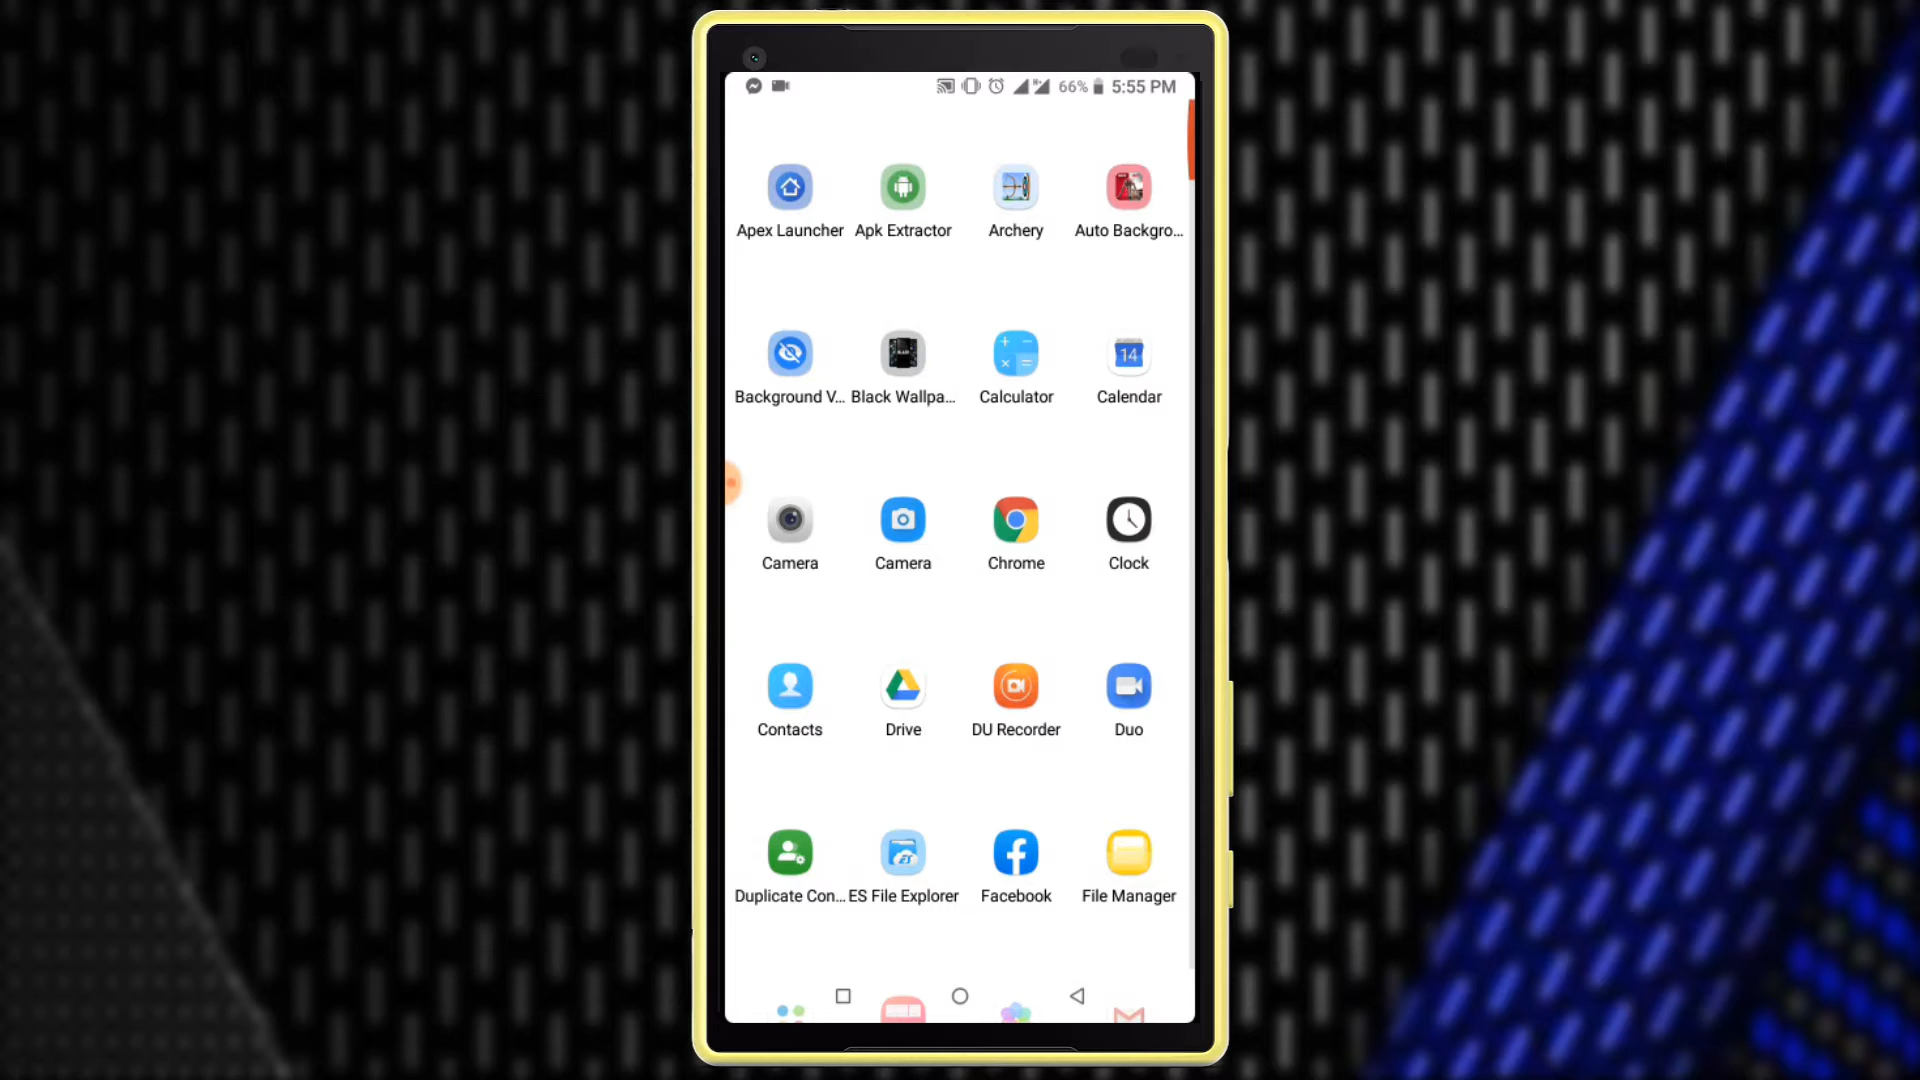 66% 5:55 PM
Apex Launcher Apk Extractor Archery Auto Backgro...
Background V... Black Wallpa... Calculator Calendar
14
Camera Camera Chrome Clock
Contacts Drive DU Recorder Duo
Duplicate Con... ES File Explorer Facebook File Manager